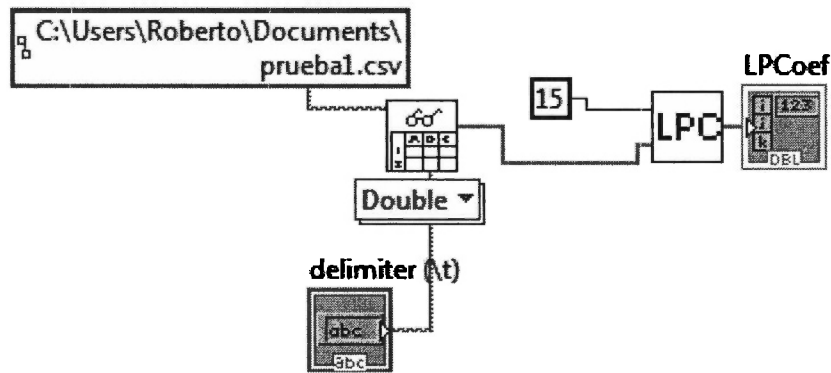 C:\Users\Roberto\Documents\
prueba1.csv
LPCoef
15
LPC
i
j
k
123
DBL
Double
delimiter (\t)
abc
abc